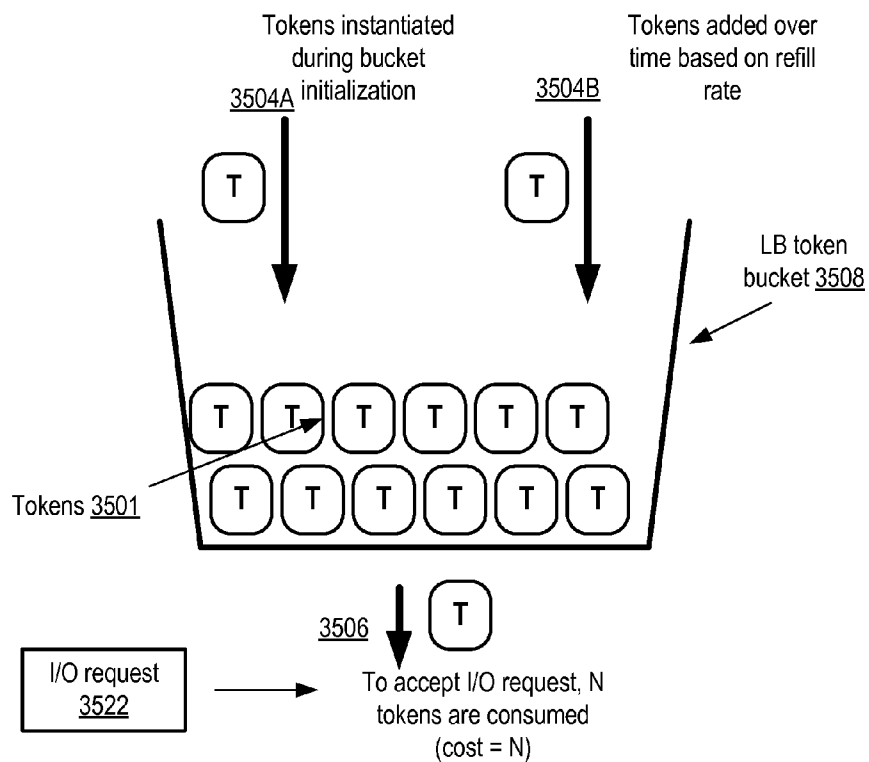 Tokens instantiated
during bucket
initialization
3504A
Tokens added over
time based on refill
rate
3504B
T
T
LB token
bucket 3508
T T T T T T
T T T T T T
Tokens 3501
3506
T
I/O request
3522
To accept I/O request, N
tokens are consumed
(cost = N)